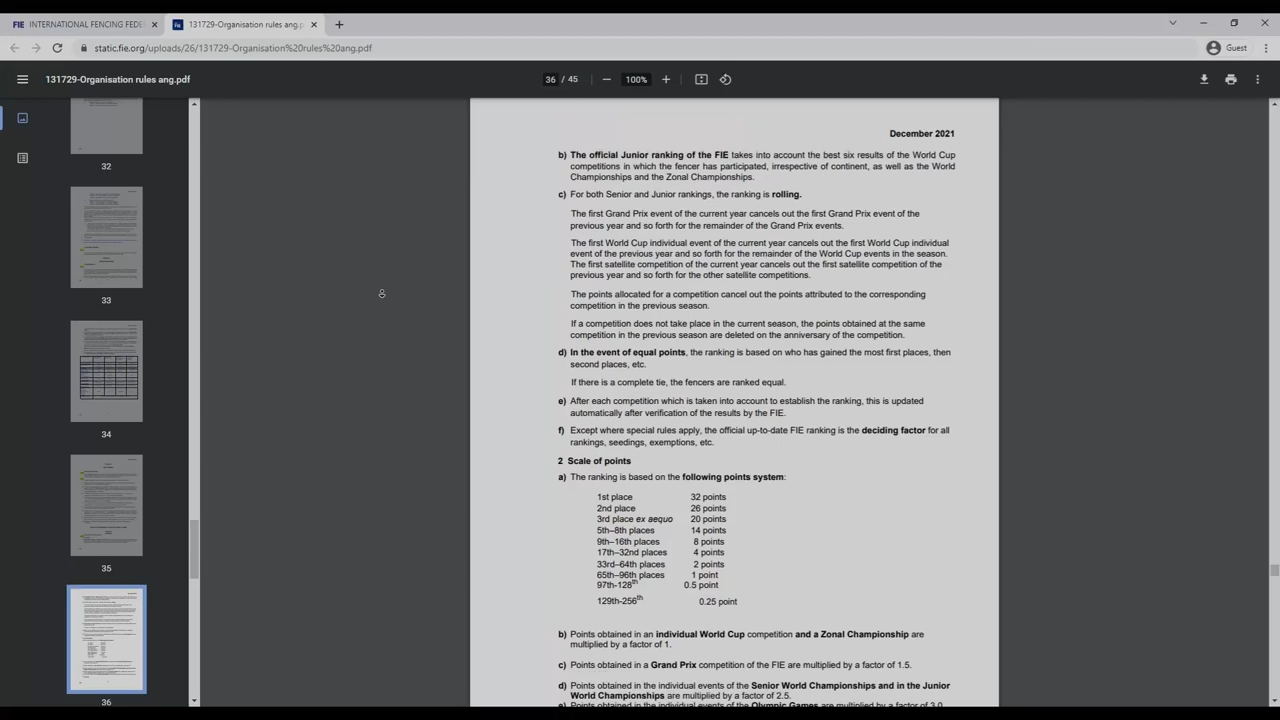 FIE INTERNATIONAL FENCING FEDER
131729-Organisation rules ang.p
static.fie.org/uploads/26/131729-Organisation%20rules%20ang.pdf
Guest
131729-Organisation rules ang.pdf
36 / 45
100%
32
33
34
35
36
December 2021
b) The official Junior ranking of the FIE takes into account the best six results of the World Cup
competitions in which the fencer has participated, irrespective of continent, as well as the World
Championships and the Zonal Championships.
c) For both Senior and Junior rankings, the ranking is rolling.
The first Grand Prix event of the current year cancels out the first Grand Prix event of the
previous year and so forth for the remainder of the Grand Prix events.
The first World Cup individual event of the current year cancels out the first World Cup individual
event of the previous year and so forth for the remainder of the World Cup events in the season.
The first satellite competition of the current year cancels out the first satellite competition of the
previous year and so forth for the other satellite competitions.
The points allocated for a competition cancel out the points attributed to the corresponding
competition in the previous season.
If a competition does not take place in the current season, the points obtained at the same
competition in the previous season are deleted on the anniversary of the competition.
d) In the event of equal points, the ranking is based on who has gained the most first places, then
second places, etc.
If there is a complete tie, the fencers are ranked equal.
e) After each competition which is taken into account to establish the ranking, this is updated
automatically after verification of the results by the FIE.
f) Except where special rules apply, the official up-to-date FIE ranking is the deciding factor for all
rankings, seedings, exemptions, etc.
2 Scale of points
a) The ranking is based on the following points system:
1st place 32 points
2nd place 26 points
3rd place ex aequo 20 points
5th–8th places 14 points
9th–16th places 8 points
17th–32nd places 4 points
33rd–64th places 2 points
65th–96th places 1 point
97th-128th 0.5 point
129th-256th 0.25 point
b) Points obtained in an individual World Cup competition and a Zonal Championship are
multiplied by a factor of 1.
c) Points obtained in a Grand Prix competition of the FIE are multiplied by a factor of 1.5.
d) Points obtained in the individual events of the Senior World Championships and in the Junior
World Championships are multiplied by a factor of 2.5.
e) Points obtained in the individual events of the Olympic Games are multiplied by a factor of 3.0